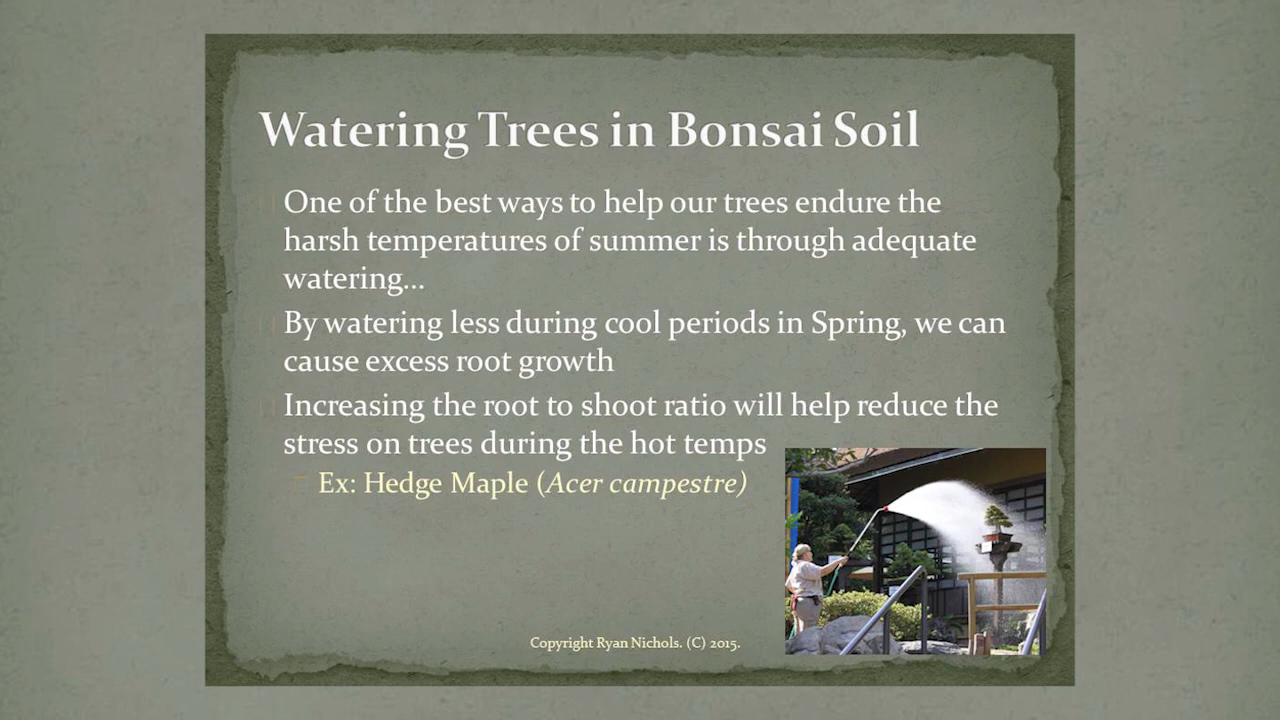 Watering Trees in Bonsai Soil
One of the best ways to help our trees endure the
harsh temperatures of summer is through adequate
watering...
By watering less during cool periods in Spring, we can
cause excess root growth
Increasing the root to shoot ratio will help reduce the
stress on trees during the hot temps
Ex: Hedge Maple (Acer campestre)
Copyright Ryan Nichols. (C) 2015.